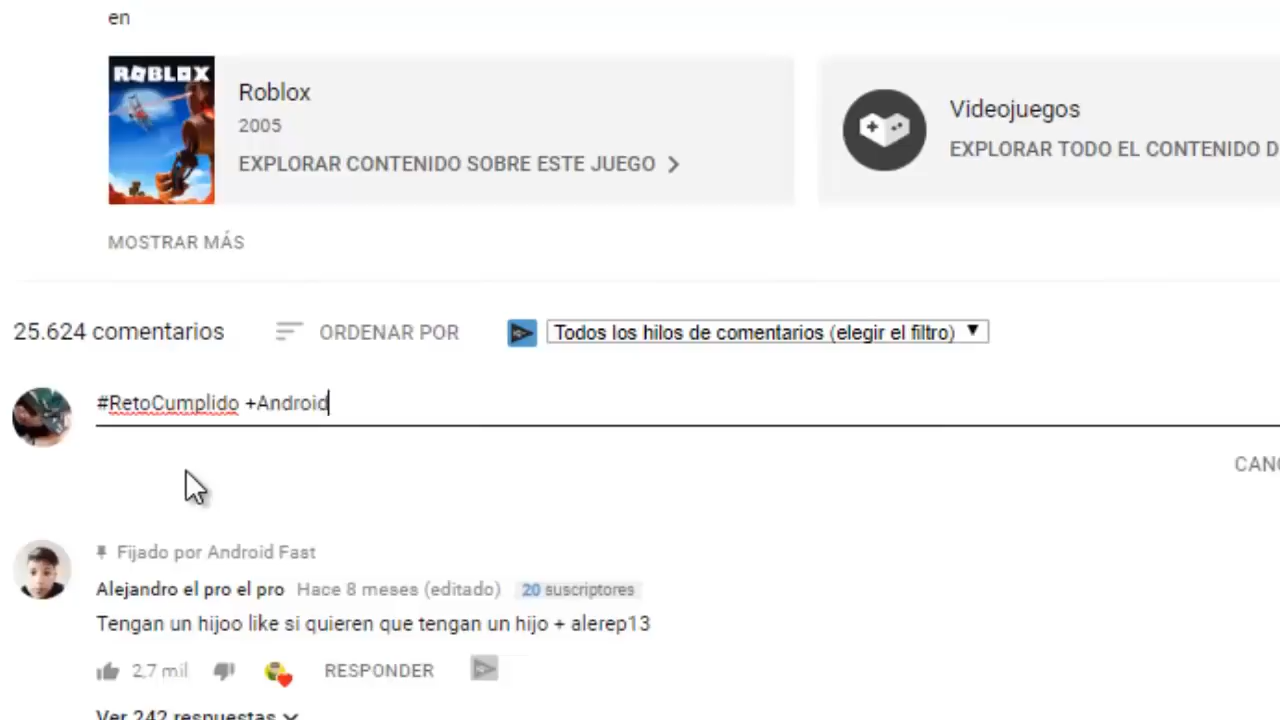 en
ROBLOX
Roblox
2005
EXPLORAR CONTENIDO SOBRE ESTE JUEGO
Videojuegos
EXPLORAR TODO EL CONTENIDO D
MOSTRAR MÁS
25.624 comentarios
ORDENAR POR
Todos los hilos de comentarios (elegir el filtro)
#RetoCumplido +Android
CANC
Fijado por Android Fast
Alejandro el pro el pro Hace 8 meses (editado) 20 suscriptores
Tengan un hijoo like si quieren que tengan un hijo + alerep13
2,7 mil
RESPONDER
Ver 242 respuestas